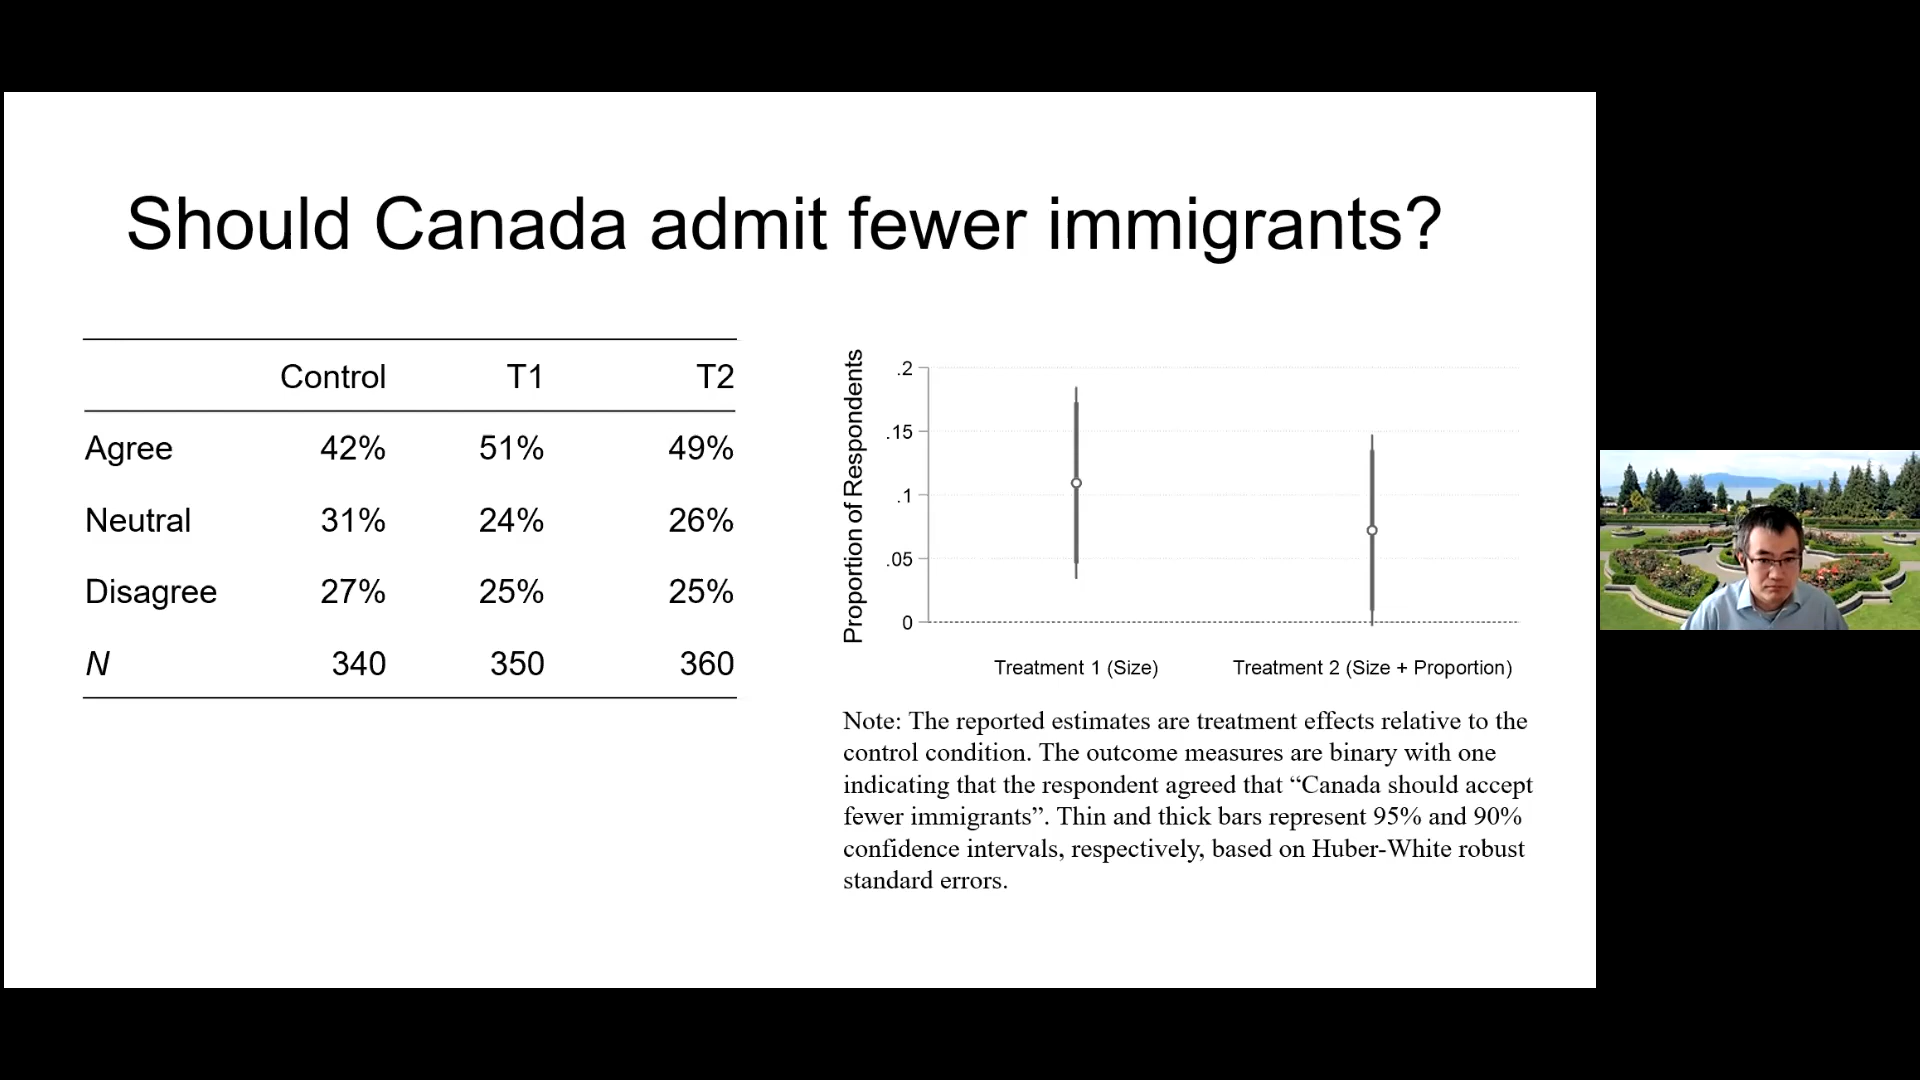 Should Canada admit fewer immigrants?
Control T1 T2
Agree 42% 51% 49%
Neutral 31% 24% 26%
Disagree 27% 25% 25%
N 340 350 360
Proportion of Respondents
.2
.15
.1
.05
0
Treatment 1 (Size) Treatment 2 (Size + Proportion)
Note: The reported estimates are treatment effects relative to the
control condition. The outcome measures are binary with one
indicating that the respondent agreed that “Canada should accept
fewer immigrants”. Thin and thick bars represent 95% and 90%
confidence intervals, respectively, based on Huber-White robust
standard errors.